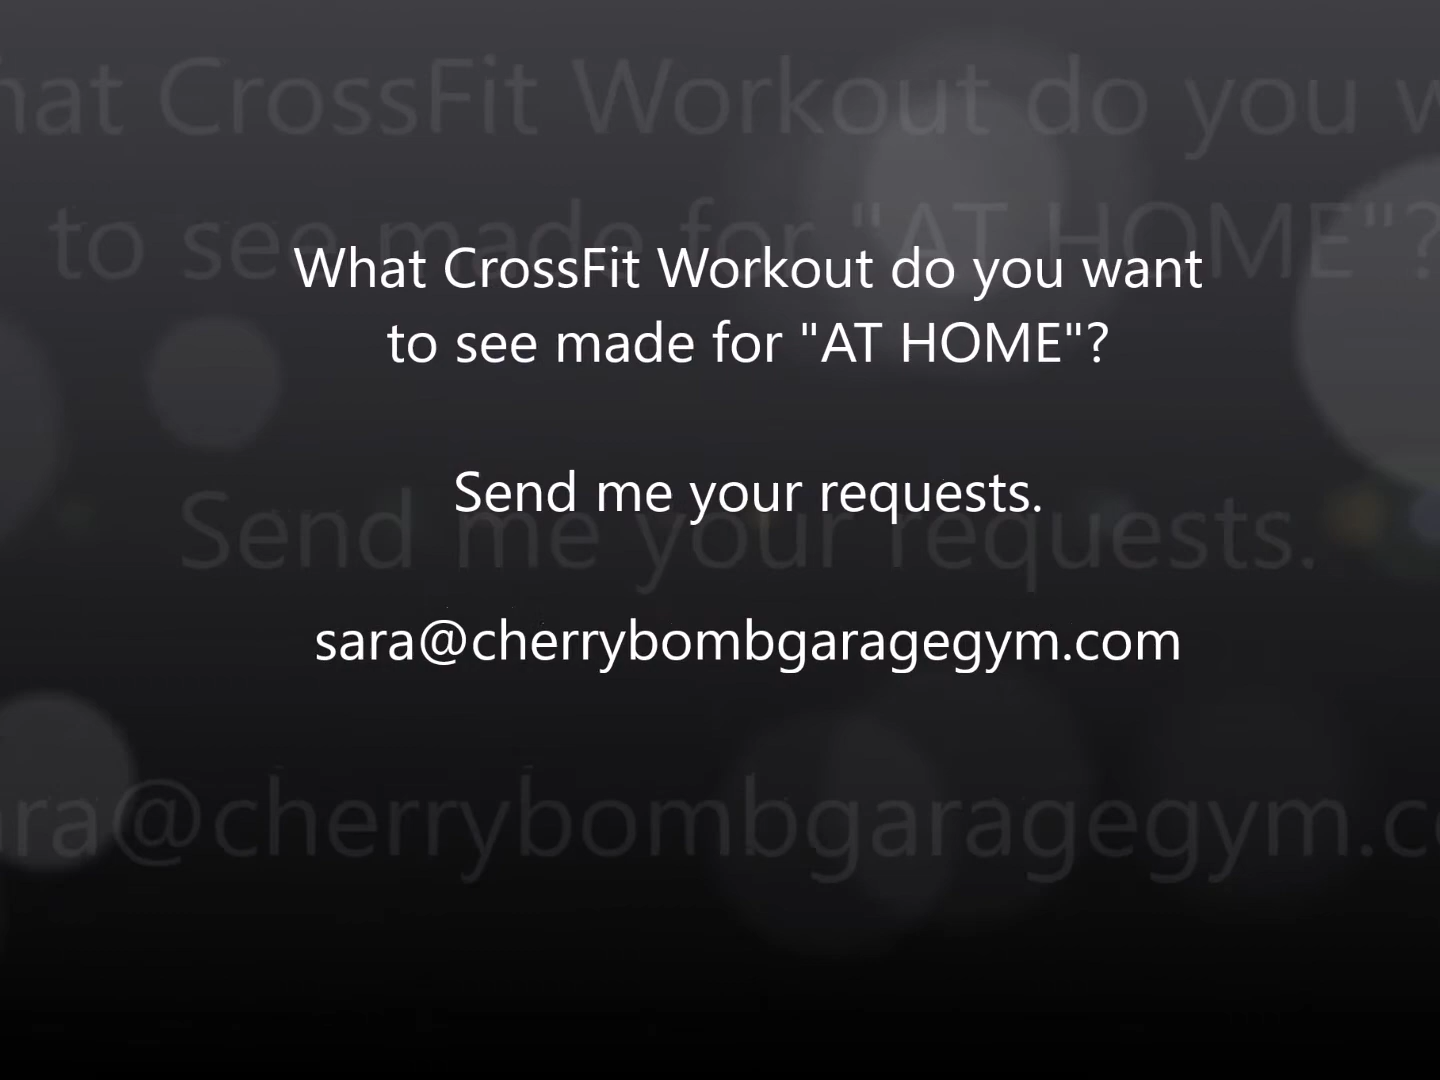 What CrossFit Workout do you want
to see made for "AT HOME"?
Send me your requests.
sara@cherrybombgaragegym.com